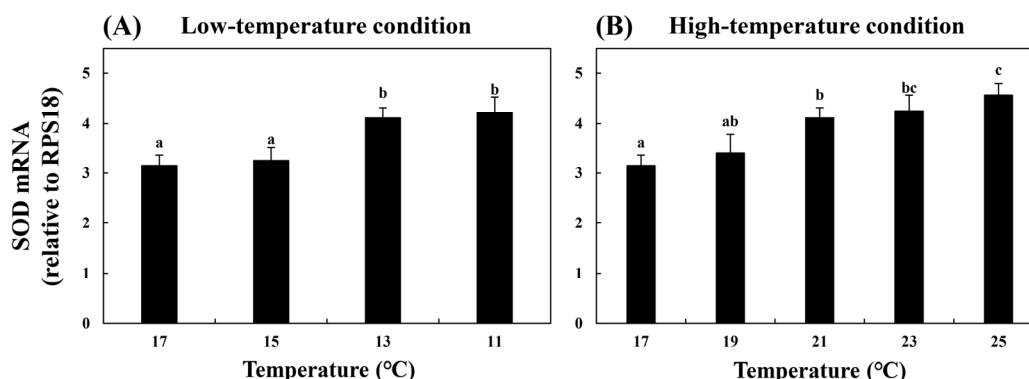 (A) Low-temperature condition
SOD mRNA
(relative to RPS18)
5
4
3
2
1
0
a
a
b
b
17 15 13 11
Temperature (℃)
(B) High-temperature condition
5
4
3
2
1
0
a
ab
b
bc
c
17 19 21 23 25
Temperature (℃)